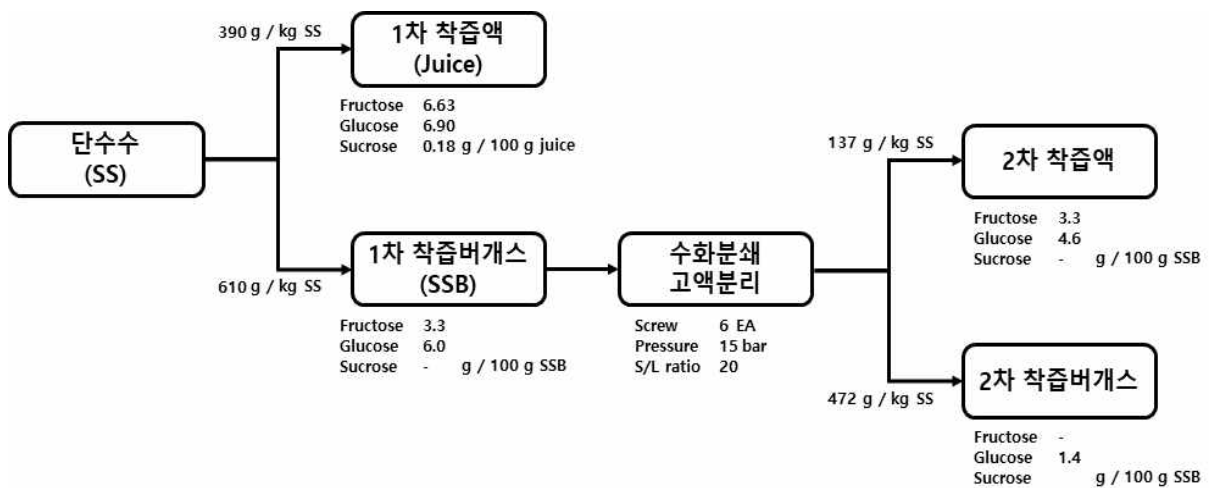 390 g / kg SS
1차 착즙액
(Juice)
Fructose 6.63
Glucose 6.90
Sucrose 0.18 g / 100 g juice
단수수
(SS)
610 g / kg SS
1차 착즙버개스
(SSB)
Fructose 3.3
Glucose 6.0
Sucrose - g / 100 g SSB
수화분쇄
고액분리
Screw 6 EA
Pressure 15 bar
S/L ratio 20
137 g / kg SS
2차 착즙액
Fructose 3.3
Glucose 4.6
Sucrose - g / 100 g SSB
472 g / kg SS
2차 착즙버개스
Fructose -
Glucose 1.4
Sucrose g / 100 g SSB